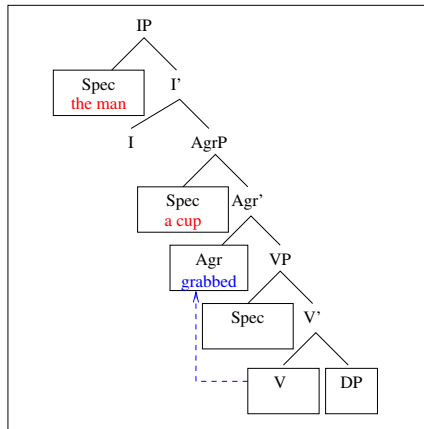 IP
Spec
the man
I’
I
AgrP
Spec
a cup
Agr’
Agr
grabbed
VP
Spec
V’
V
DP